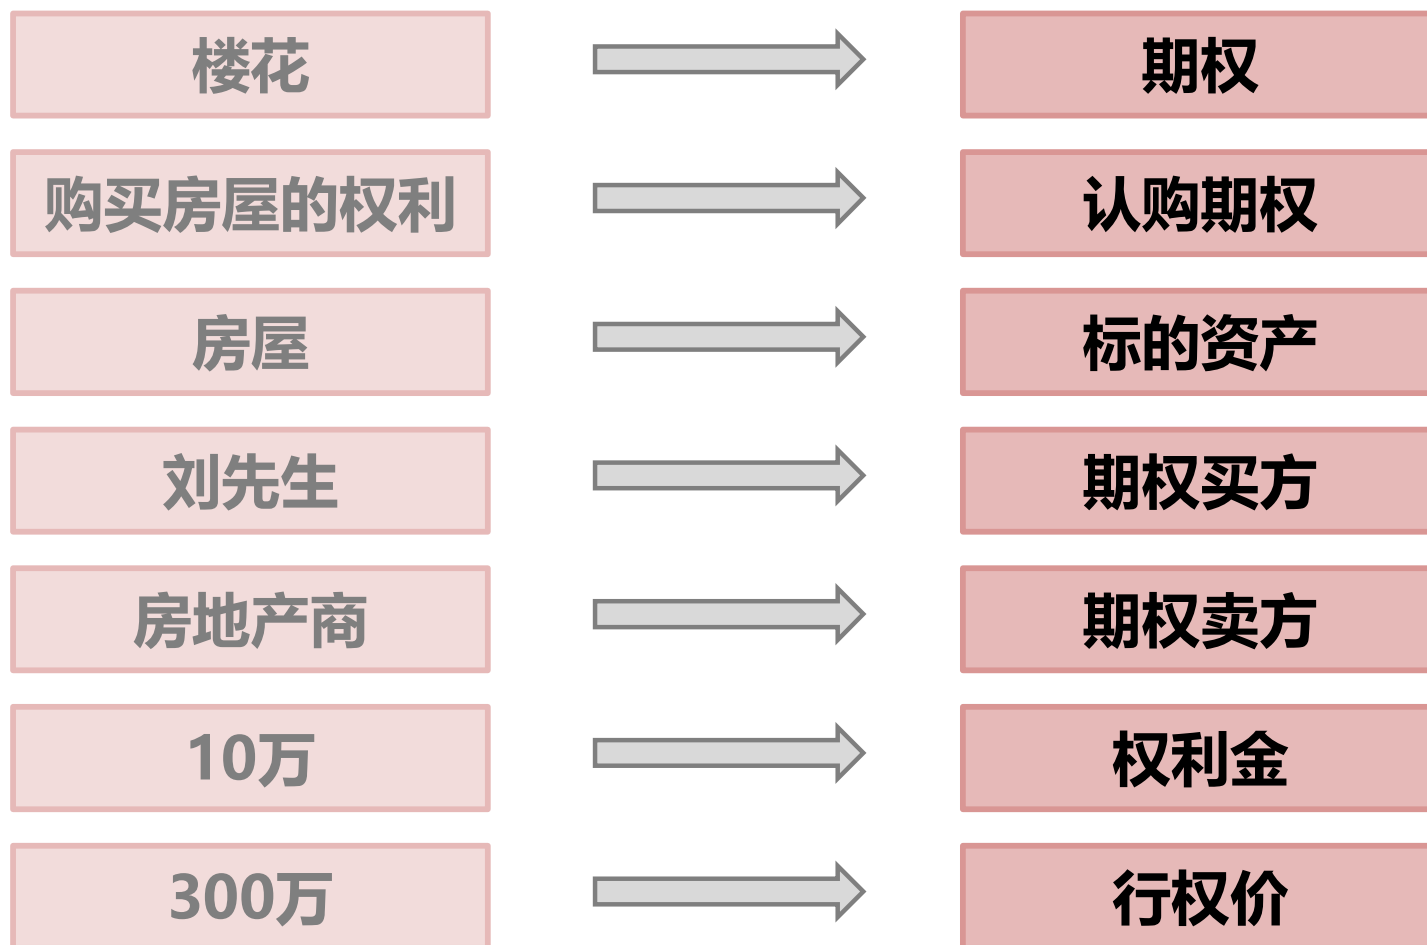 楼花
期权
购买房屋的权利
认购期权
房屋
标的资产
刘先生
期权买方
房地产商
期权卖方
10万
权利金
300万
行权价